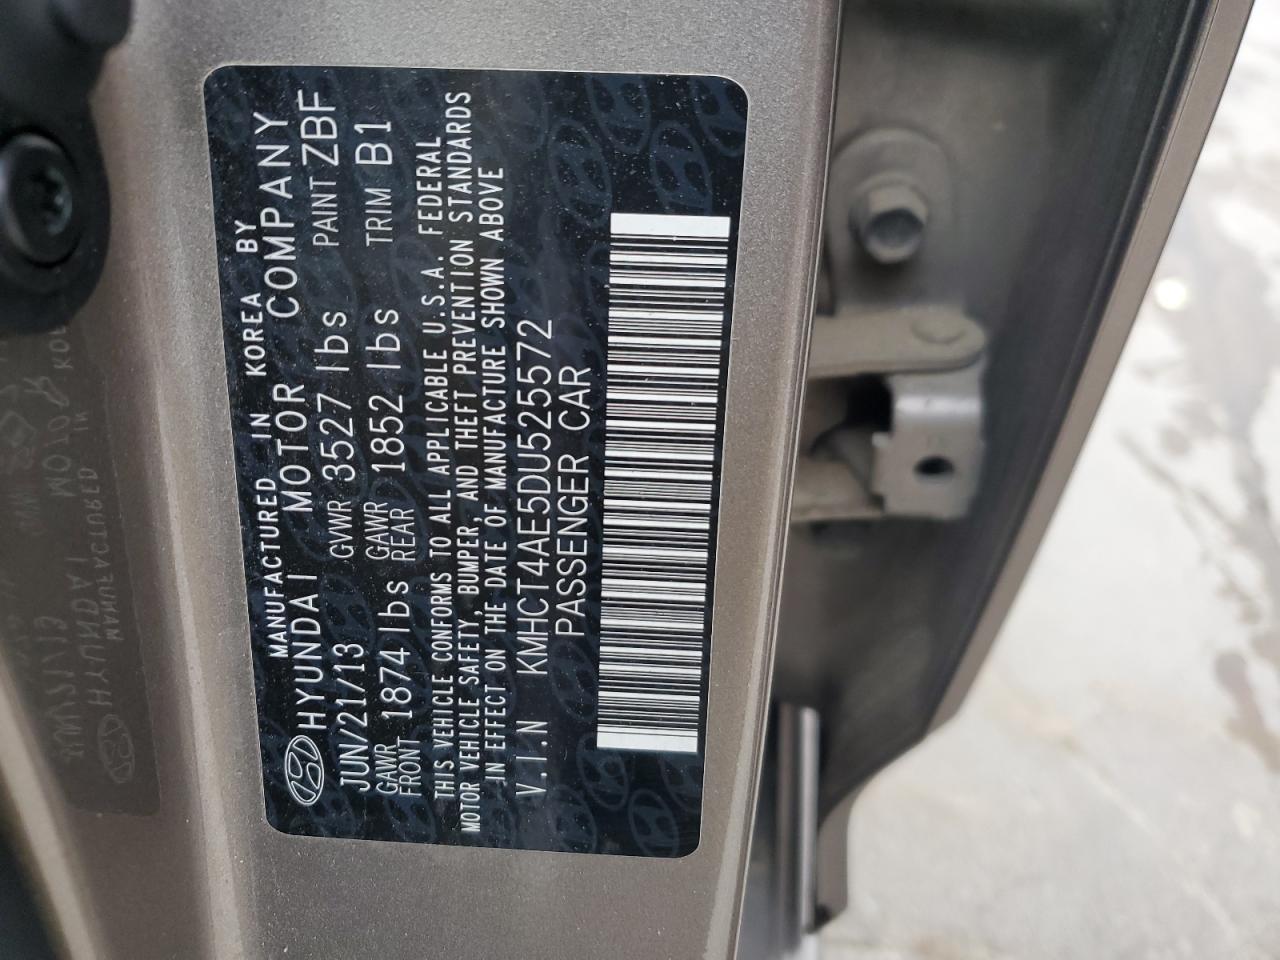 MANUFACTURED IN KOREA BY
HYUNDAI MOTOR COMPANY
JUN/21/13 GVWR 3527 lbs PAINT ZBF
GAWR FRONT 1874 lbs GAWR REAR 1852 lbs TRIM B1
THIS VEHICLE CONFORMS TO ALL APPLICABLE U.S.A. FEDERAL
MOTOR VEHICLE SAFETY, BUMPER, AND THEFT PREVENTION STANDARDS
IN EFFECT ON THE DATE OF MANUFACTURE SHOWN ABOVE
V.I.N KMHCT4AE5DU525572
PASSENGER CAR